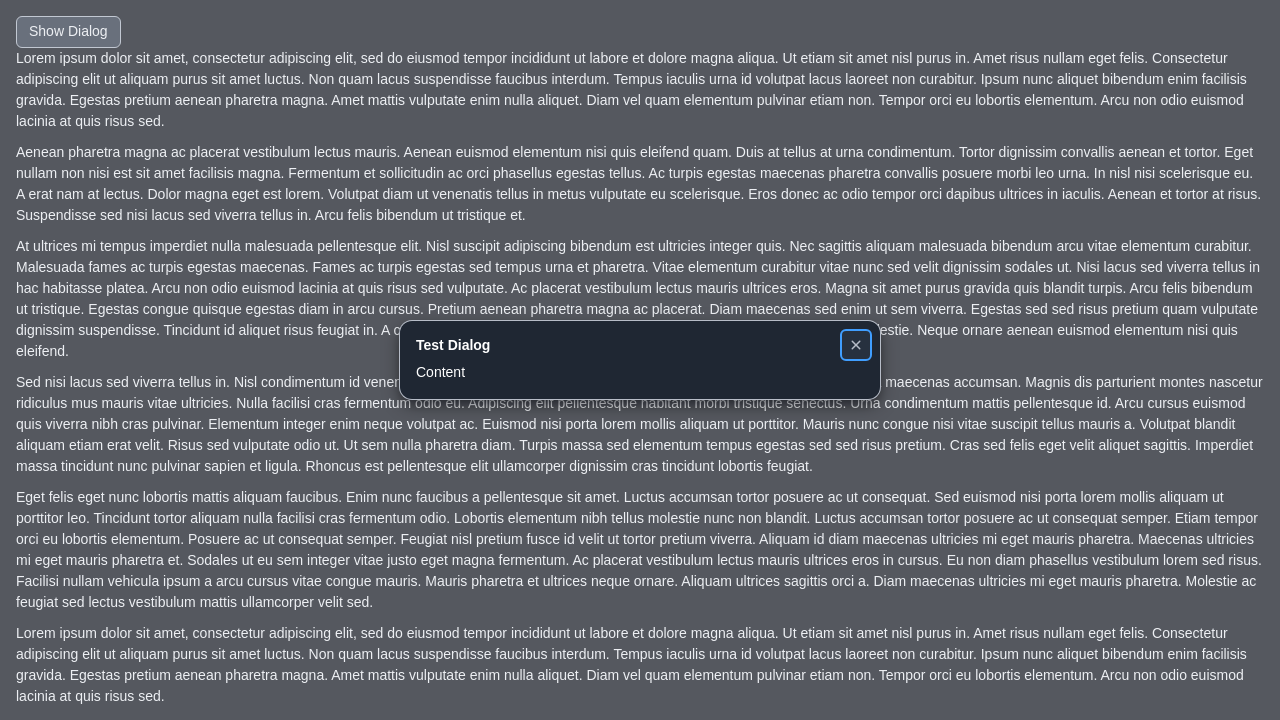 Show Dialog
Lorem ipsum dolor sit amet, consectetur adipiscing elit, sed do eiusmod tempor incididunt ut labore et dolore magna aliqua. Ut etiam sit amet nisl purus in. Amet risus nullam eget felis. Consectetur
adipiscing elit ut aliquam purus sit amet luctus. Non quam lacus suspendisse faucibus interdum. Tempus iaculis urna id volutpat lacus laoreet non curabitur. Ipsum nunc aliquet bibendum enim facilisis
gravida. Egestas pretium aenean pharetra magna. Amet mattis vulputate enim nulla aliquet. Diam vel quam elementum pulvinar etiam non. Tempor orci eu lobortis elementum. Arcu non odio euismod
lacinia at quis risus sed.
Aenean pharetra magna ac placerat vestibulum lectus mauris. Aenean euismod elementum nisi quis eleifend quam. Duis at tellus at urna condimentum. Tortor dignissim convallis aenean et tortor. Eget
nullam non nisi est sit amet facilisis magna. Fermentum et sollicitudin ac orci phasellus egestas tellus. Ac turpis egestas maecenas pharetra convallis posuere morbi leo urna. In nisl nisi scelerisque eu.
A erat nam at lectus. Dolor magna eget est lorem. Volutpat diam ut venenatis tellus in metus vulputate eu scelerisque. Eros donec ac odio tempor orci dapibus ultrices in iaculis. Aenean et tortor at risus.
Suspendisse sed nisi lacus sed viverra tellus in. Arcu felis bibendum ut tristique et.
At ultrices mi tempus imperdiet nulla malesuada pellentesque elit. Nisl suscipit adipiscing bibendum est ultricies integer quis. Nec sagittis aliquam malesuada bibendum arcu vitae elementum curabitur.
Malesuada fames ac turpis egestas maecenas. Fames ac turpis egestas sed tempus urna et pharetra. Vitae elementum curabitur vitae nunc sed velit dignissim sodales ut. Nisi lacus sed viverra tellus in
hac habitasse platea. Arcu non odio euismod lacinia at quis risus sed vulputate. Ac placerat vestibulum lectus mauris ultrices eros. Magna sit amet purus gravida quis blandit turpis. Arcu felis bibendum
ut tristique. Egestas congue quisque egestas diam in arcu cursus. Pretium aenean pharetra magna ac placerat. Diam maecenas sed enim ut sem viverra. Egestas sed sed risus pretium quam vulputate
dignissim suspendisse. Tincidunt id aliquet risus feugiat in. A Neque ornare aenean euismod elementum nisi quis
eleifend.
Test Dialog
Content
Sed nisi lacus sed viverra tellus in. Nisl condimentum id maecenas accumsan. Magnis dis parturient montes nascetur
ridiculus mus mauris vitae ultricies. Nulla facilisi cras fermentum odio eu. Adipiscing elit pellentesque habitant morbi tristique senectus. Urna condimentum mattis pellentesque id. Arcu cursus euismod
quis viverra nibh cras pulvinar. Elementum integer enim neque volutpat ac. Euismod nisi porta lorem mollis aliquam ut porttitor. Mauris nunc congue nisi vitae suscipit tellus mauris a. Volutpat blandit
aliquam etiam erat velit. Risus sed vulputate odio ut. Ut sem nulla pharetra diam. Turpis massa sed elementum tempus egestas sed sed risus pretium. Cras sed felis eget velit aliquet sagittis. Imperdiet
massa tincidunt nunc pulvinar sapien et ligula. Rhoncus est pellentesque elit ullamcorper dignissim cras tincidunt lobortis feugiat.
Eget felis eget nunc lobortis mattis aliquam faucibus. Enim nunc faucibus a pellentesque sit amet. Luctus accumsan tortor posuere ac ut consequat. Sed euismod nisi porta lorem mollis aliquam ut
porttitor leo. Tincidunt tortor aliquam nulla facilisi cras fermentum odio. Lobortis elementum nibh tellus molestie nunc non blandit. Luctus accumsan tortor posuere ac ut consequat semper. Etiam tempor
orci eu lobortis elementum. Posuere ac ut consequat semper. Feugiat nisl pretium fusce id velit ut tortor pretium viverra. Aliquam id diam maecenas ultricies mi eget mauris pharetra. Maecenas ultricies
mi eget mauris pharetra et. Sodales ut eu sem integer vitae justo eget magna fermentum. Ac placerat vestibulum lectus mauris ultrices eros in cursus. Eu non diam phasellus vestibulum lorem sed risus.
Facilisi nullam vehicula ipsum a arcu cursus vitae congue mauris. Mauris pharetra et ultrices neque ornare. Aliquam ultrices sagittis orci a. Diam maecenas ultricies mi eget mauris pharetra. Molestie ac
feugiat sed lectus vestibulum mattis ullamcorper velit sed.
Lorem ipsum dolor sit amet, consectetur adipiscing elit, sed do eiusmod tempor incididunt ut labore et dolore magna aliqua. Ut etiam sit amet nisl purus in. Amet risus nullam eget felis. Consectetur
adipiscing elit ut aliquam purus sit amet luctus. Non quam lacus suspendisse faucibus interdum. Tempus iaculis urna id volutpat lacus laoreet non curabitur. Ipsum nunc aliquet bibendum enim facilisis
gravida. Egestas pretium aenean pharetra magna. Amet mattis vulputate enim nulla aliquet. Diam vel quam elementum pulvinar etiam non. Tempor orci eu lobortis elementum. Arcu non odio euismod
lacinia at quis risus sed.